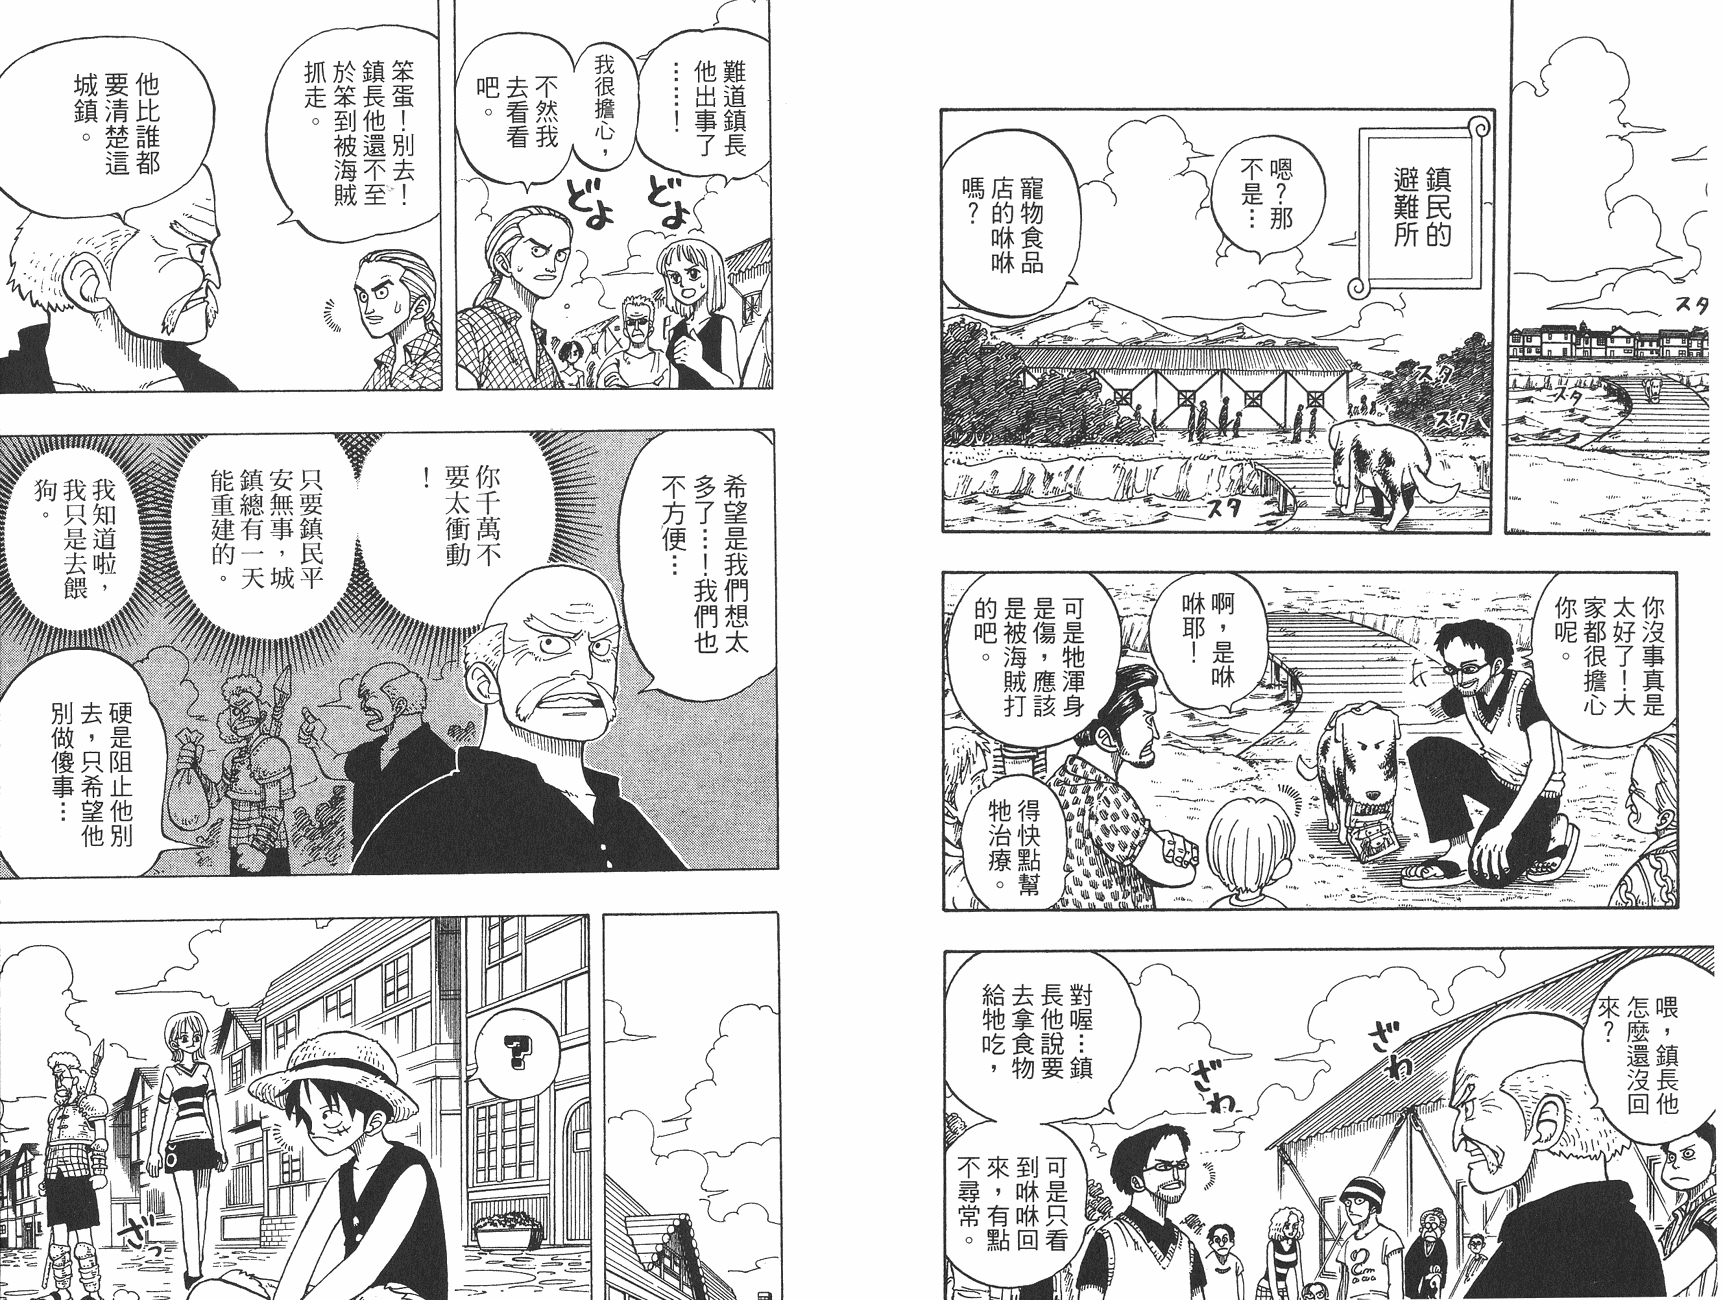 スタ
スタ
鎮民的
避難所
嗯？那
不是…
寵物食品
店的咻咻
嗎？
スタ
スタ
スタ
你沒事真是
太好了！大
家都很擔心
你呢。
啊，是咻
咻耶！
可是牠渾身
是傷，應該
是被海賊打
的吧。
得快點幫
牠治療。
喂，鎮長他
怎麼還沒回
來？
ざわ
ざわ
對喔…鎮
長他說要
去拿食物
給牠吃，
可是只看
到咻咻回
來，有點
不尋常。
難道鎮長
他出事了
……！
我很擔心，
不然我
去看看
吧。
どよ
どよ
笨蛋！別去！
鎮長他還不至
於笨到被海賊
抓走。
他比誰都
要清楚這
城鎮。
希望是我們想太
多了…！我們也
不方便…
你千萬不
要太衝動
！
只要鎮民平
安無事，城
鎮總有一天
能重建的。
我知道啦，
我只是去餵
狗。
硬是阻止他別
去，只希望他
別做傻事…
？
ざっ